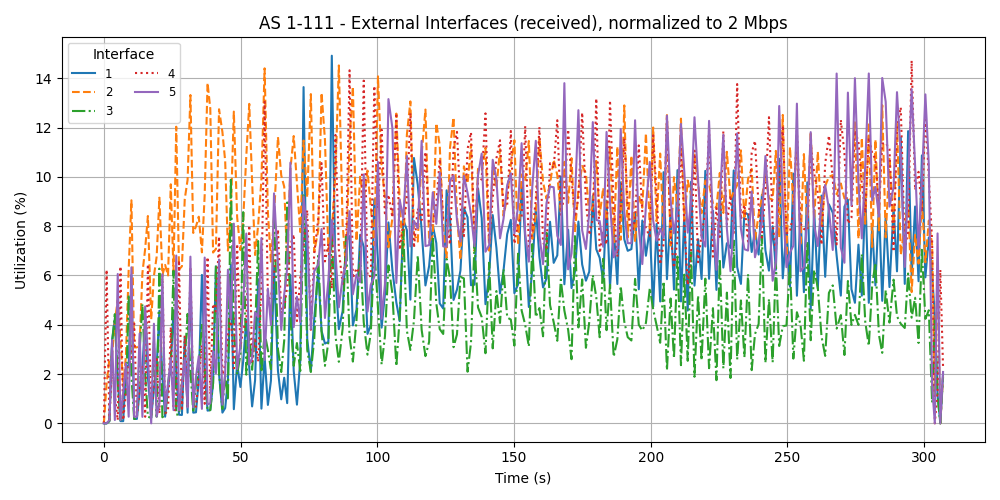 AS 1-111 - External Interfaces (received), normalized to 2 Mbps
Interface
1 4
2 5
3
Utilization (%)
14
12
10
8
6
4
2
0
0 50 100 150 200 250 300
Time (s)